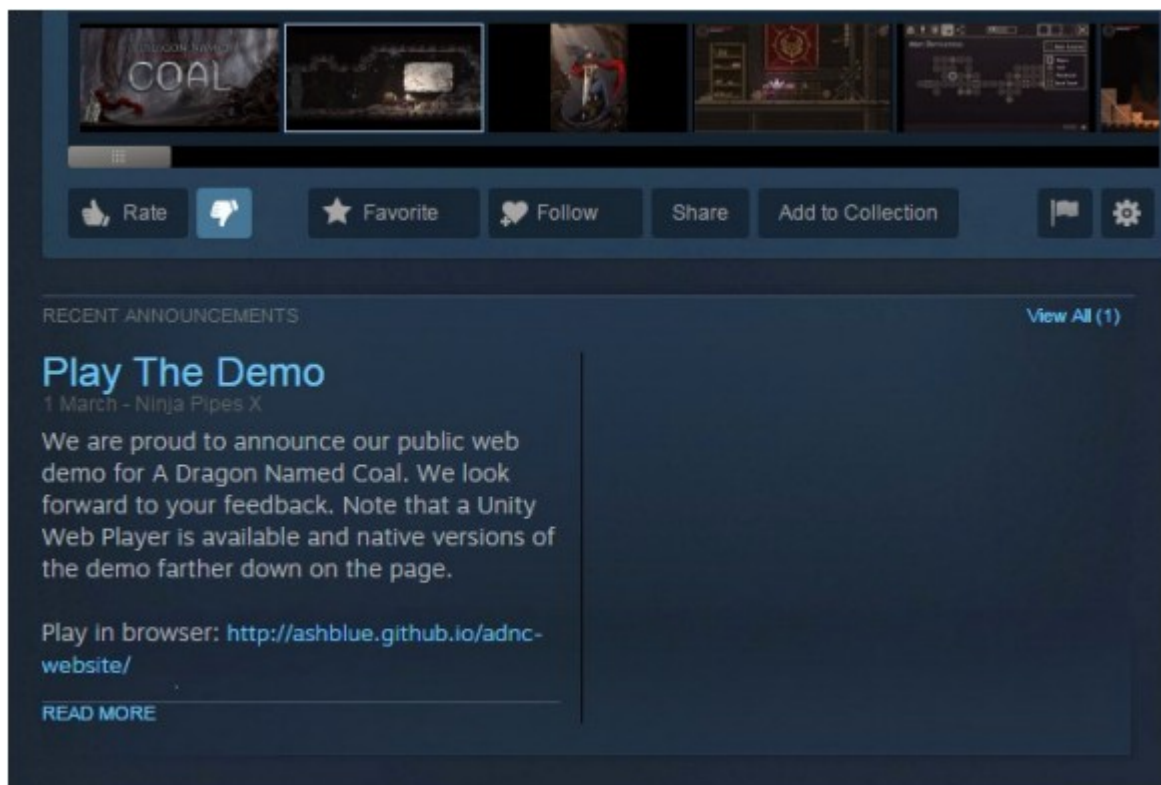 COAL
Rate
Favorite
Follow
Share
Add to Collection
RECENT ANNOUNCEMENTS
View All (1)
Play The Demo
1 March - Ninja Pipes X
We are proud to announce our public web
demo for A Dragon Named Coal. We look
forward to your feedback. Note that a Unity
Web Player is available and native versions of
the demo farther down on the page.
Play in browser: http://ashblue.github.io/adnc-
website/
READ MORE